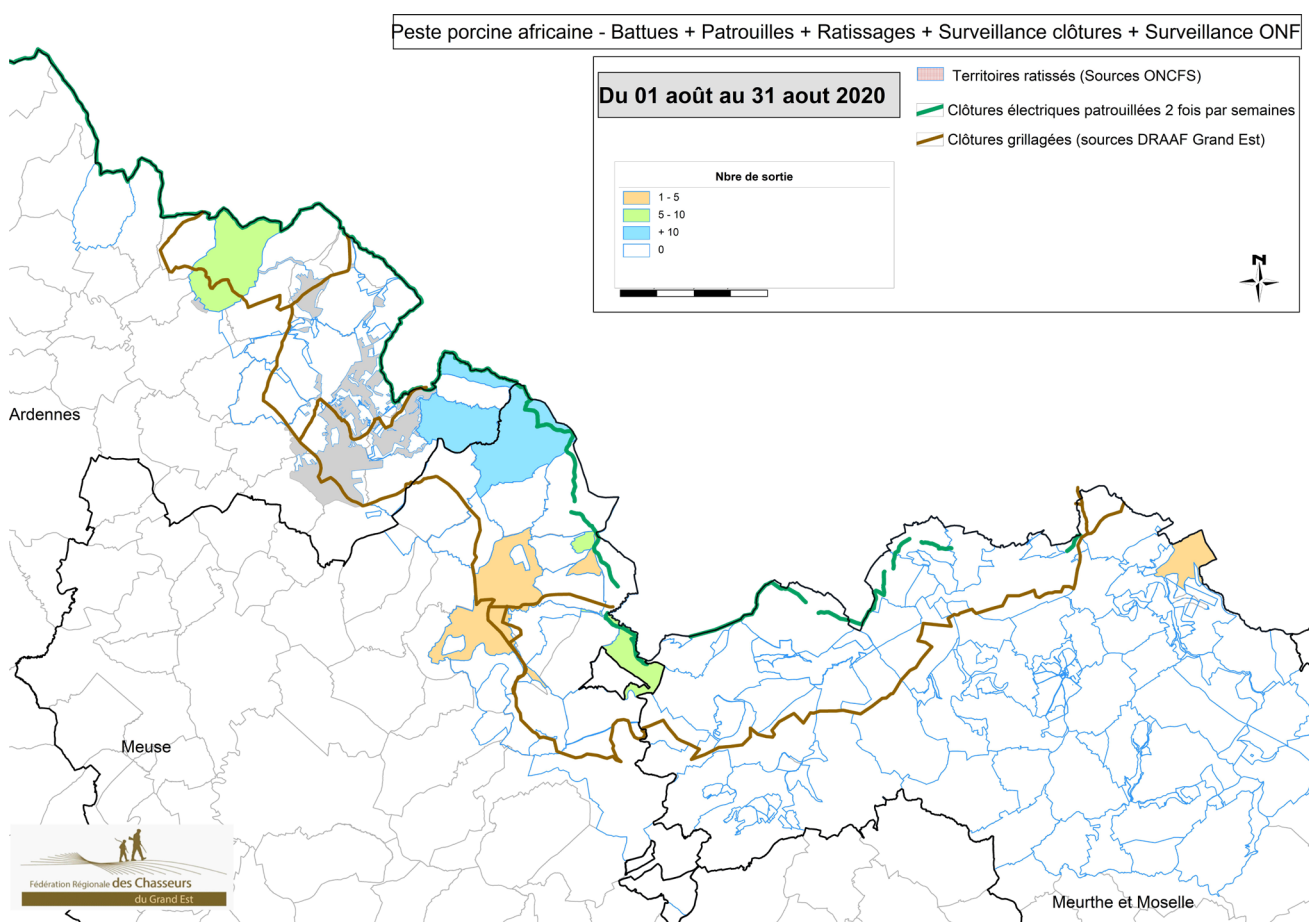 Peste porcine africaine - Battues + Patrouilles + Ratissages + Surveillance clôtures + Surveillance ONF
Du 01 août au 31 aout 2020
Territoires ratissés (Sources ONCFS)
Clôtures électriques patrouillées 2 fois par semaines
Clôtures grillagées (sources DRAAF Grand Est)
Nbre de sortie
1 - 5
5 - 10
+ 10
0
N
Ardennes
Meuse
Meurthe et Moselle
Fédération Régionale des Chasseurs
du Grand Est